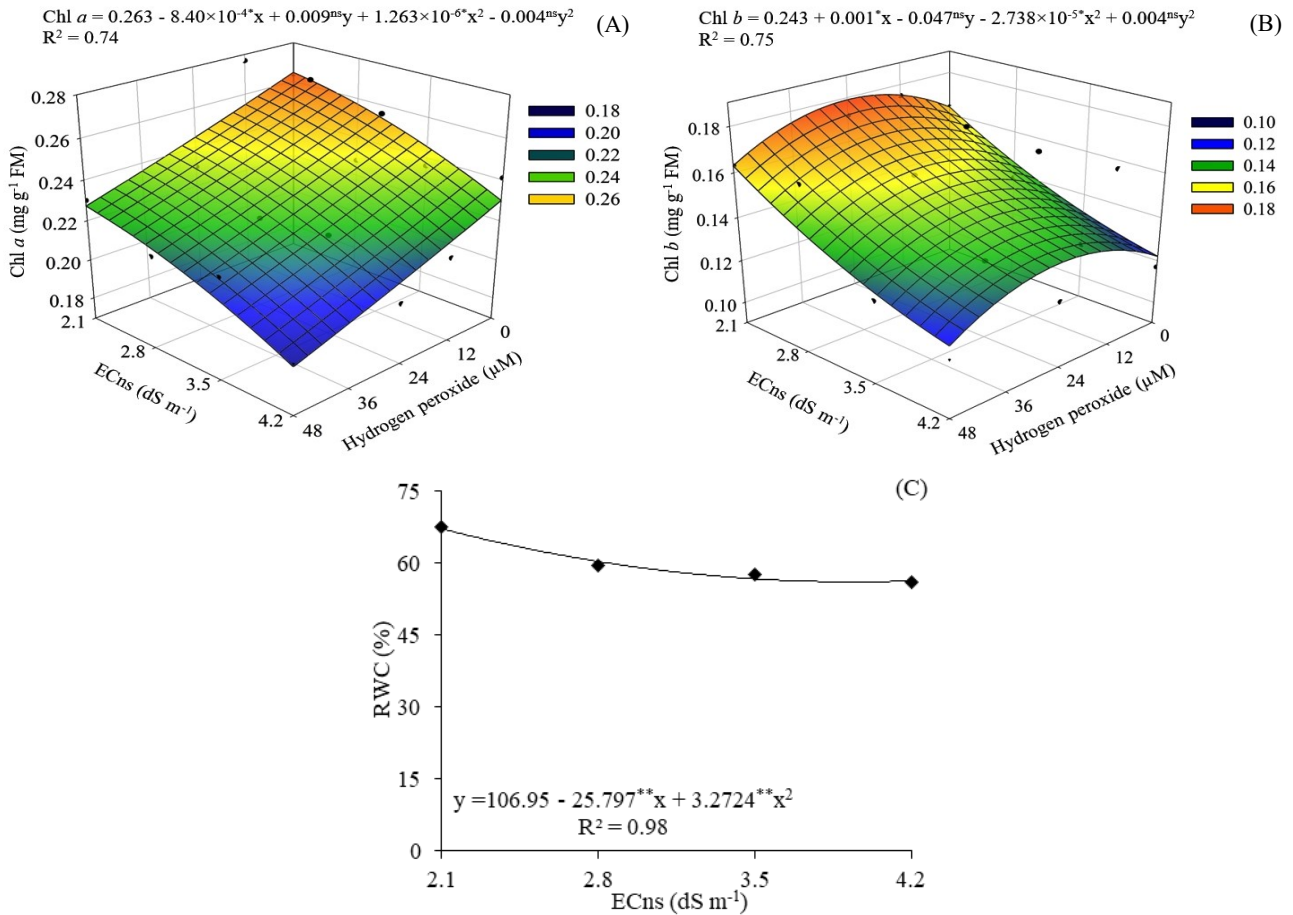 Chl a = 0.263 - 8.40×10⁻⁴*x + 0.009ⁿˢy + 1.263×10⁻⁶*x² - 0.004ⁿˢy²
R² = 0.74
(A)
Chl a (mg g⁻¹ FM)
0.28
0.26
0.24
0.22
0.20
0.18
2.1
2.8
3.5
4.2
ECns (dS m⁻¹)
48
36
24
12
0
Hydrogen peroxide (µM)
0.18
0.20
0.22
0.24
0.26
Chl b = 0.243 + 0.001*x - 0.047ⁿˢy - 2.738×10⁻⁵*x² + 0.004ⁿˢy²
R² = 0.75
(B)
Chl b (mg g⁻¹ FM)
0.18
0.16
0.14
0.12
0.10
2.1
2.8
3.5
4.2
ECns (dS m⁻¹)
48
36
24
12
0
Hydrogen peroxide (µM)
0.10
0.12
0.14
0.16
0.18
(C)
RWC (%)
75
60
45
30
15
0
y =106.95 - 25.797**x + 3.2724**x²
R² = 0.98
2.1 2.8 3.5 4.2
ECns (dS m⁻¹)